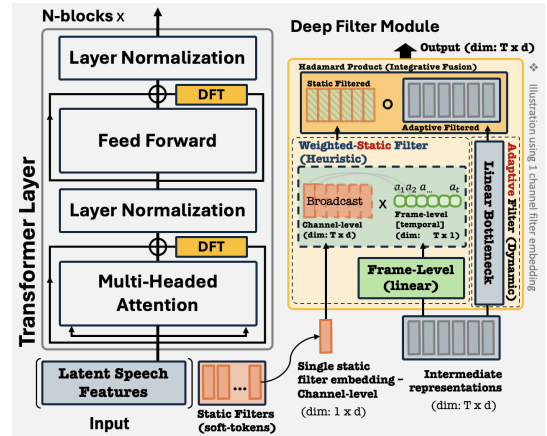 N-blocks x
Transformer Layer
Layer Normalization
DFT
Feed Forward
Layer Normalization
DFT
Multi-Headed
Attention
Latent Speech
Features
Input
...
Static Filters
(soft-tokens)
Deep Filter Module
Output (dim: T x d)
Hadamard Product (Integrative Fusion)
Static Filtered
Adaptive Filtered
Weighted-Static Filter
(Heuristic)
Broadcast
Channel-level
(dim: T x d)
x
a1 a2 a... at
Frame-level
[temporal]
(dim: T x 1)
Frame-Level
(linear)
Linear Bottleneck
Adaptive Filter (Dynamic)
Single static
filter embedding –
Channel-level
(dim: 1 x d)
Intermediate
representations
(dim: T x d)
❖ Illustration using 1 channel filter embedding